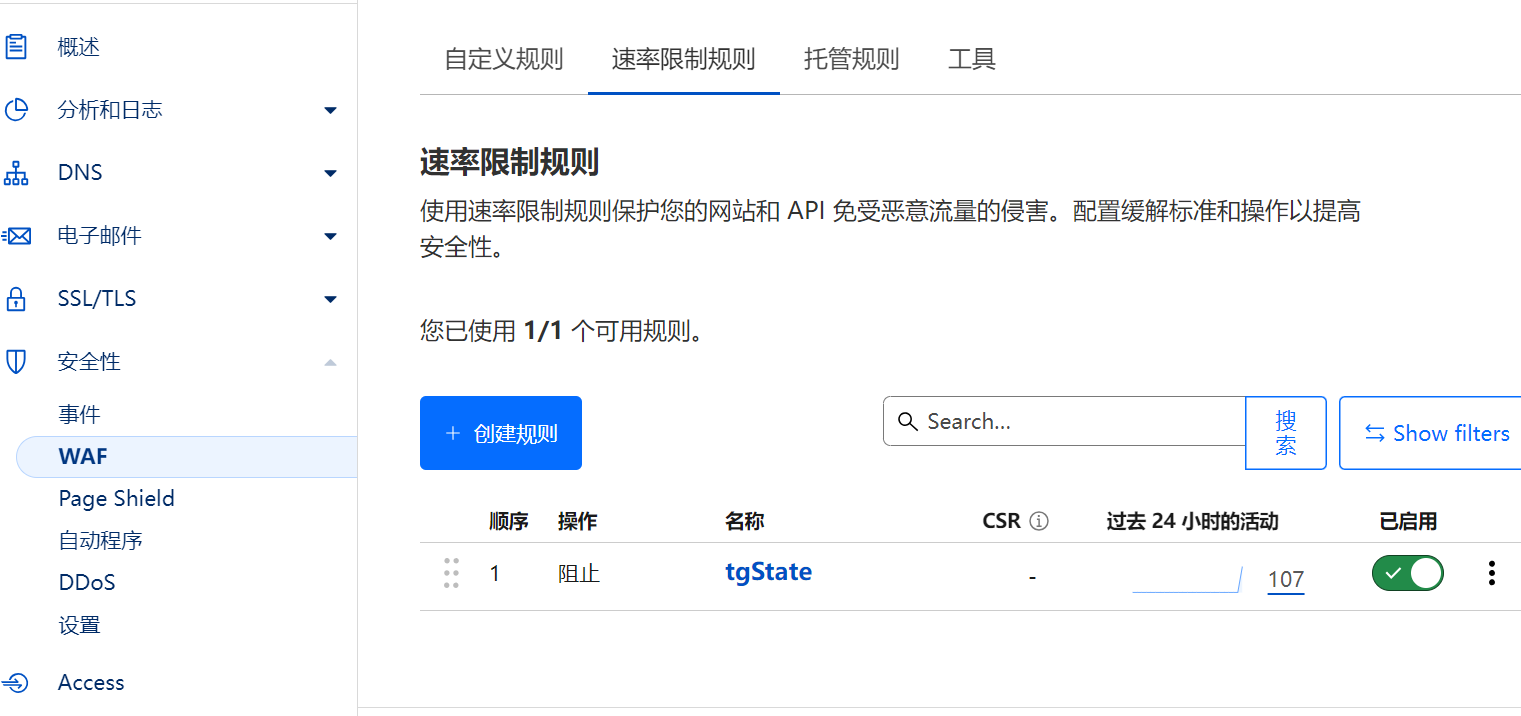 概述
分析和日志
DNS
电子邮件
SSL/TLS
安全性
事件
WAF
Page Shield
自动程序
DDoS
设置
Access
自定义规则 速率限制规则 托管规则 工具
速率限制规则
使用速率限制规则保护您的网站和 API 免受恶意流量的侵害。配置缓解标准和操作以提高
安全性。
您已使用 1/1 个可用规则。
+ 创建规则
Search...
搜
索
Show filters
顺序 操作 名称 CSR 过去 24 小时的活动 已启用
1 阻止 tgState - 107